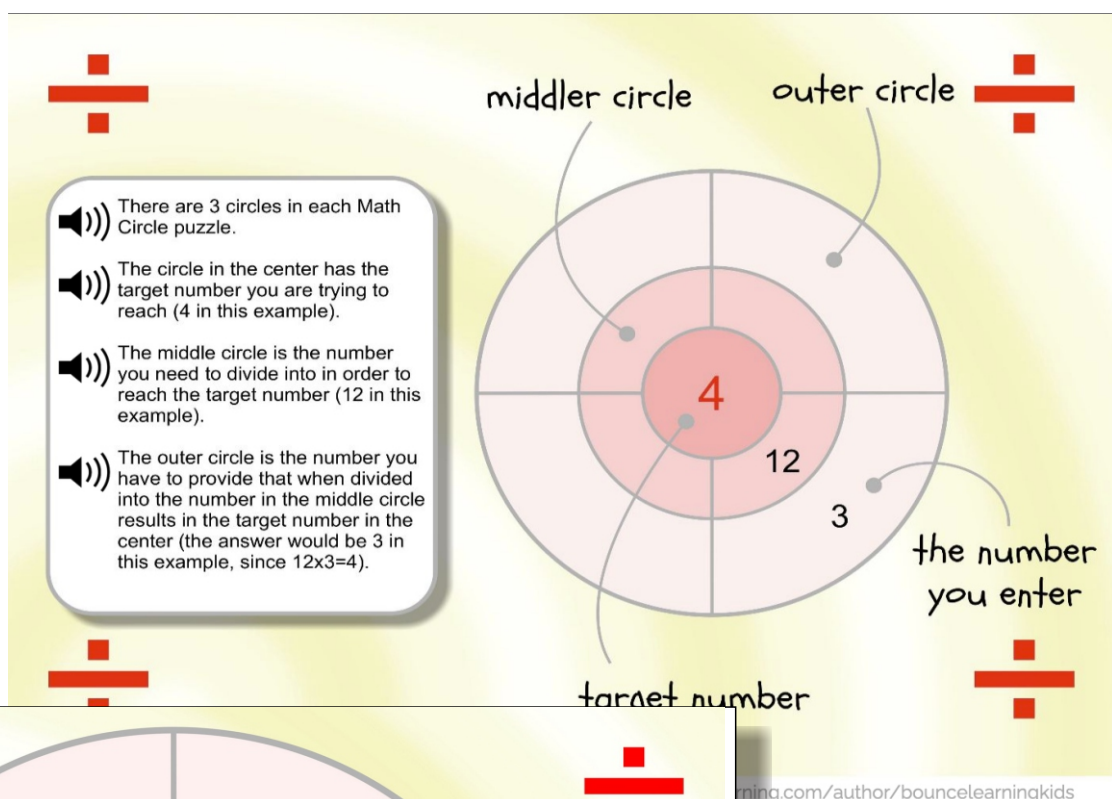 middler circle
outer circle
There are 3 circles in each Math
Circle puzzle.
The circle in the center has the
target number you are trying to
reach (4 in this example).
The middle circle is the number
you need to divide into in order to
reach the target number (12 in this
example).
The outer circle is the number you
have to provide that when divided
into the number in the middle circle
results in the target number in the
center (the answer would be 3 in
this example, since 12x3=4).
4
12
3
the number
you enter
target number
rning.com/author/bouncelearningkids